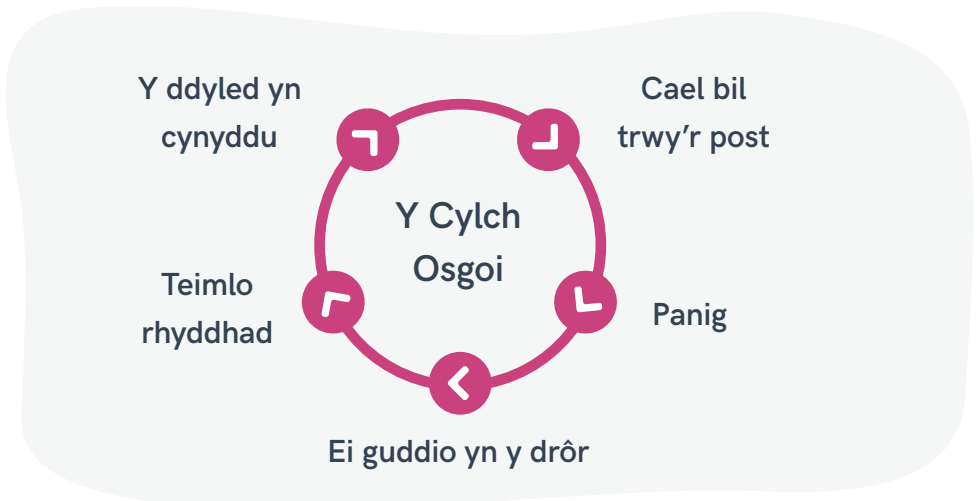 Y ddyled yn
cynyddu
Cael bil
trwy’r post
Y Cylch
Osgoi
Teimlo
rhyddhad
Panig
Ei guddio yn y drôr